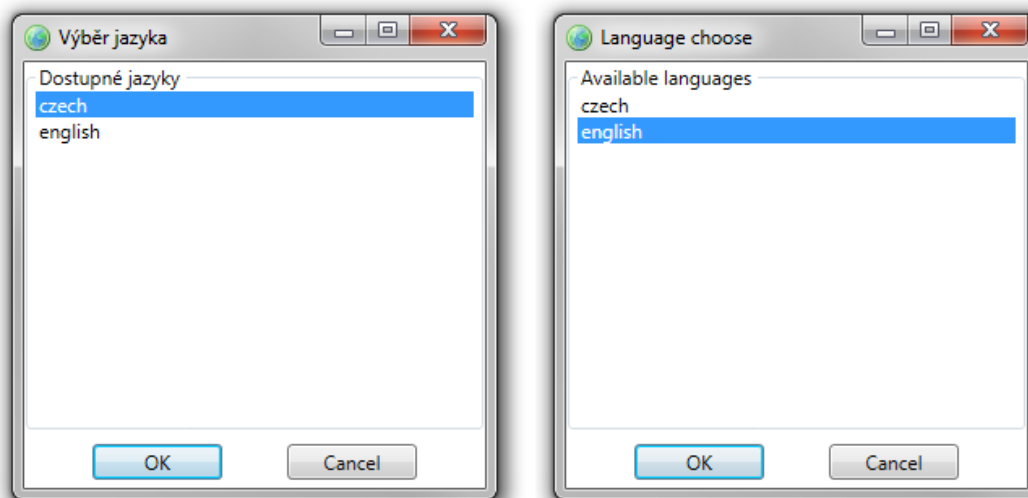 Výběr jazyka
Dostupné jazyky
czech
english
OK Cancel
Language choose
Available languages
czech
english
OK Cancel